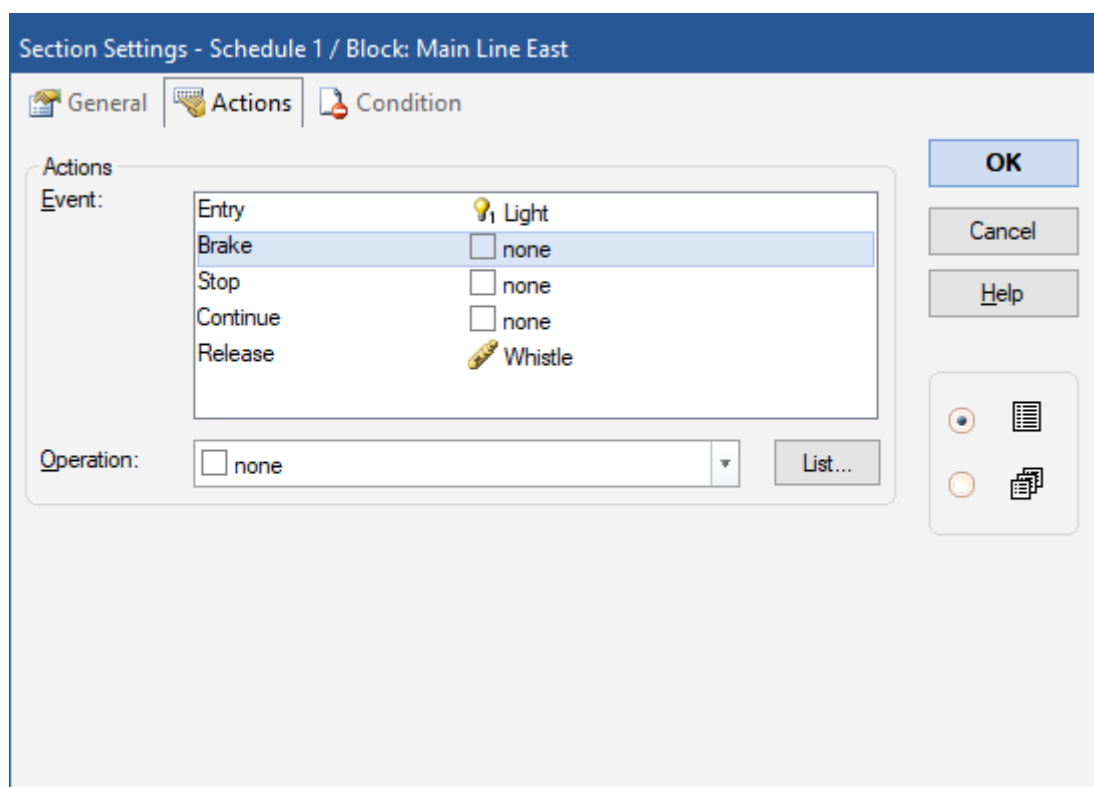 Section Settings - Schedule 1 / Block: Main Line East
General Actions Condition
Actions
Event:
Entry 1 Light
Brake none
Stop none
Continue none
Release Whistle
Operation: none List...
OK
Cancel
Help